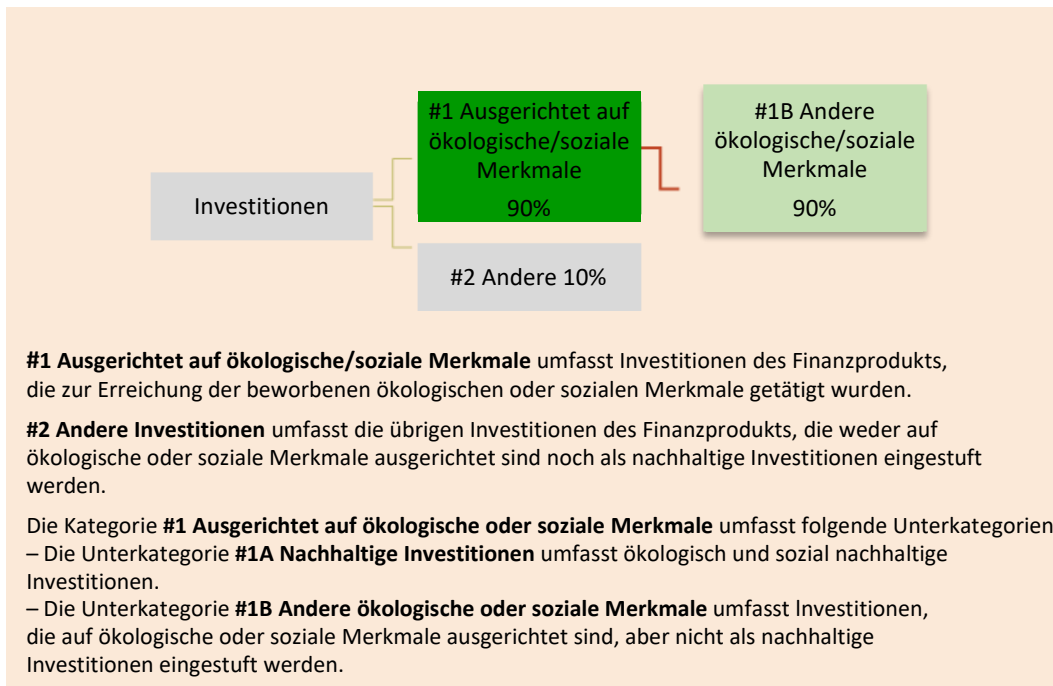 #1 Ausgerichtet auf
ökologische/soziale
Merkmale
90%
#1B Andere
ökologische/soziale
Merkmale
90%
Investitionen
#2 Andere 10%
#1 Ausgerichtet auf ökologische/soziale Merkmale umfasst Investitionen des Finanzprodukts,
die zur Erreichung der beworbenen ökologischen oder sozialen Merkmale getätigt wurden.
#2 Andere Investitionen umfasst die übrigen Investitionen des Finanzprodukts, die weder auf
ökologische oder soziale Merkmale ausgerichtet sind noch als nachhaltige Investitionen eingestuft
werden.
Die Kategorie #1 Ausgerichtet auf ökologische oder soziale Merkmale umfasst folgende Unterkategorien
– Die Unterkategorie #1A Nachhaltige Investitionen umfasst ökologisch und sozial nachhaltige
Investitionen.
– Die Unterkategorie #1B Andere ökologische oder soziale Merkmale umfasst lnvestitionen,
die auf ökologische oder soziale Merkmale ausgerichtet sind, aber nicht als nachhaltige
Investitionen eingestuft werden.